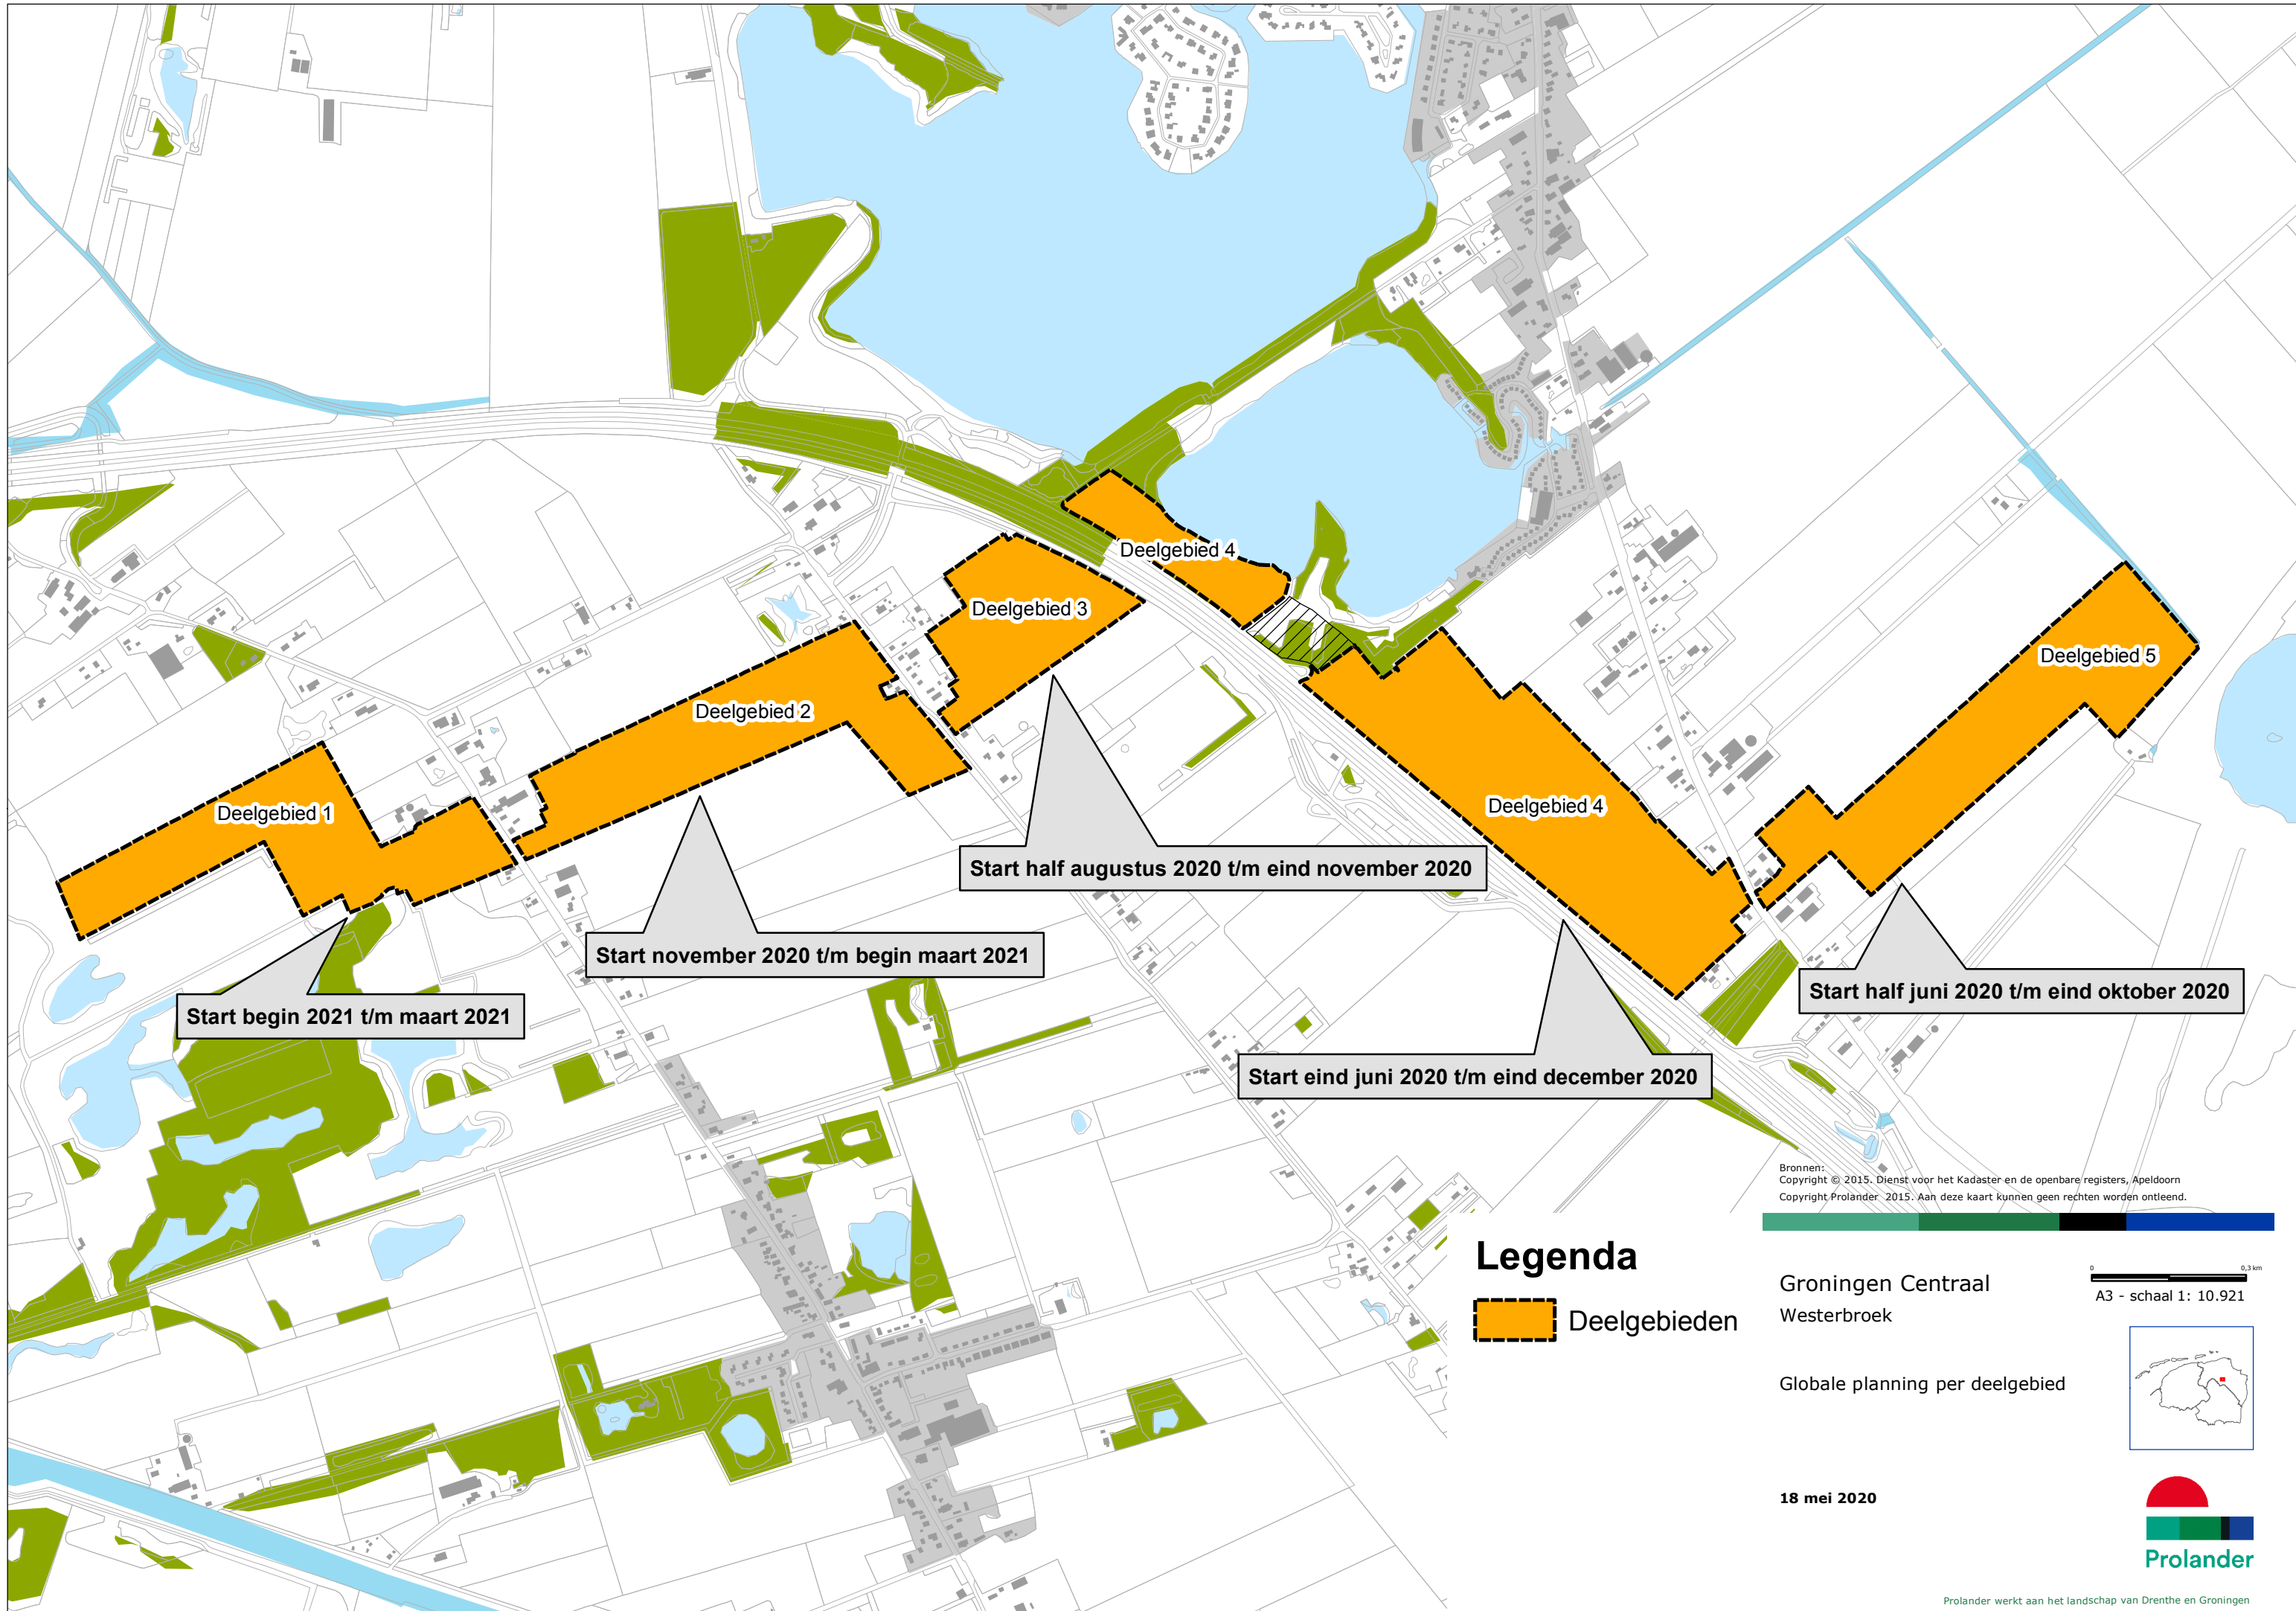 Deelgebied 4
Deelgebied 3
Deelgebied 5
Deelgebied 2
Deelgebied 4
Deelgebied 1
Start half augustus 2020 t/m eind november 2020
Start november 2020 t/m begin maart 2021
Start half juni 2020 t/m eind oktober 2020
Start begin 2021 t/m maart 2021
Start eind juni 2020 t/m eind december 2020
Bronnen:
Copyright © 2015. Dienst voor het Kadaster en de openbare registers, Apeldoorn
Copyright Prolander 2015. Aan deze kaart kunnen geen rechten worden ontleend.
Legenda
Deelgebieden
Groningen Centraal
Westerbroek
0 0,3 km
A3 - schaal 1: 10.921
Globale planning per deelgebied
18 mei 2020
Prolander
Prolander werkt aan het landschap van Drenthe en Groningen